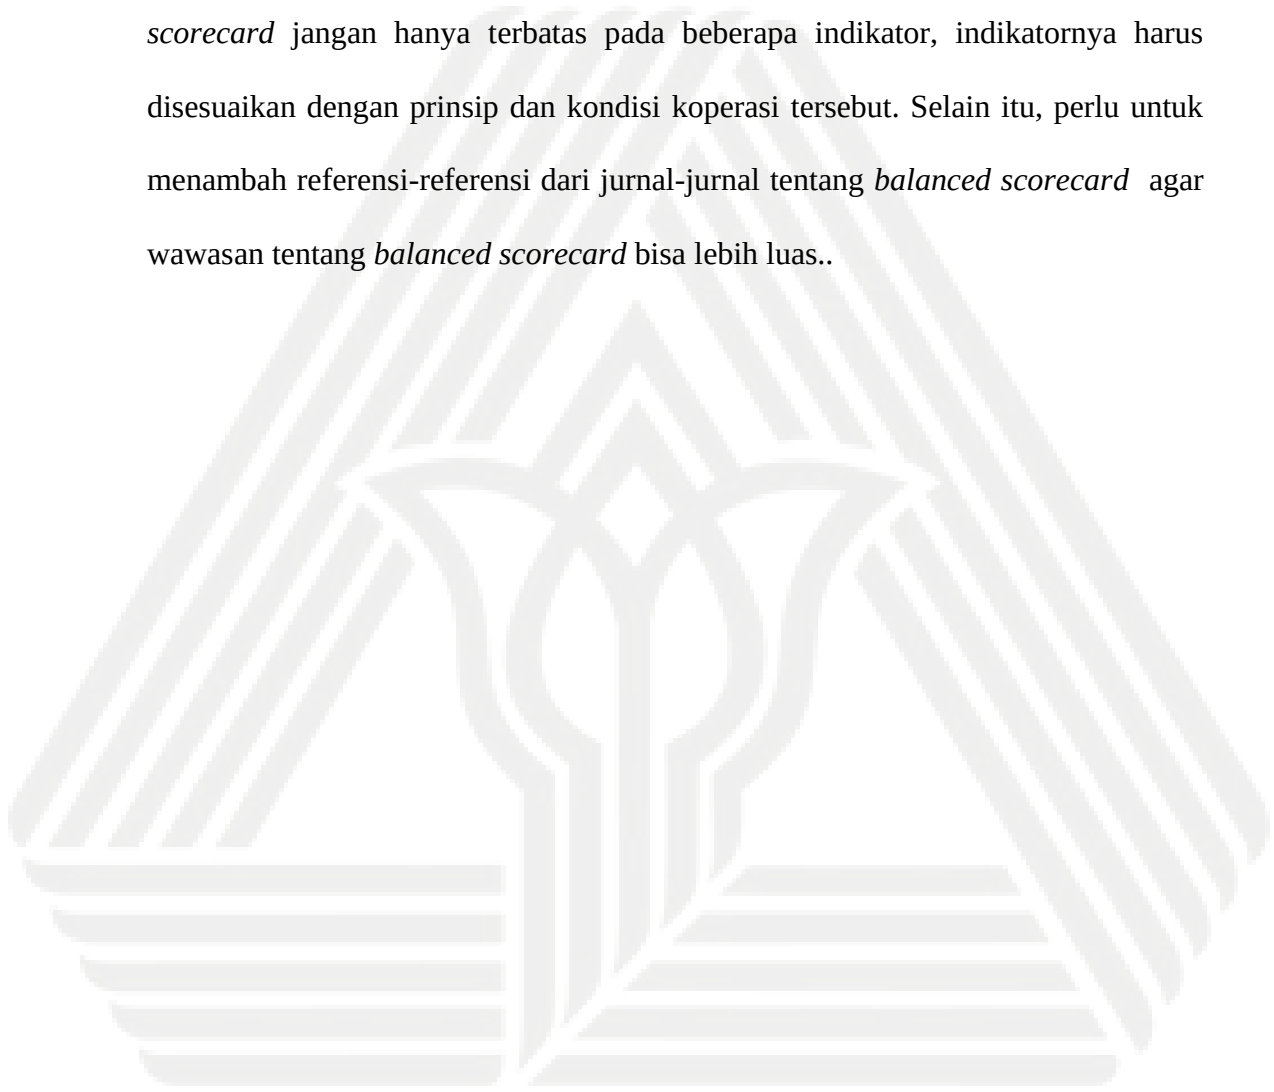 scorecard jangan hanya terbatas pada beberapa indikator, indikatornya harus
disesuaikan dengan prinsip dan kondisi koperasi tersebut. Selain itu, perlu untuk
menambah referensi-referensi dari jurnal-jurnal tentang balanced scorecard  agar
wawasan tentang balanced scorecard bisa lebih luas..